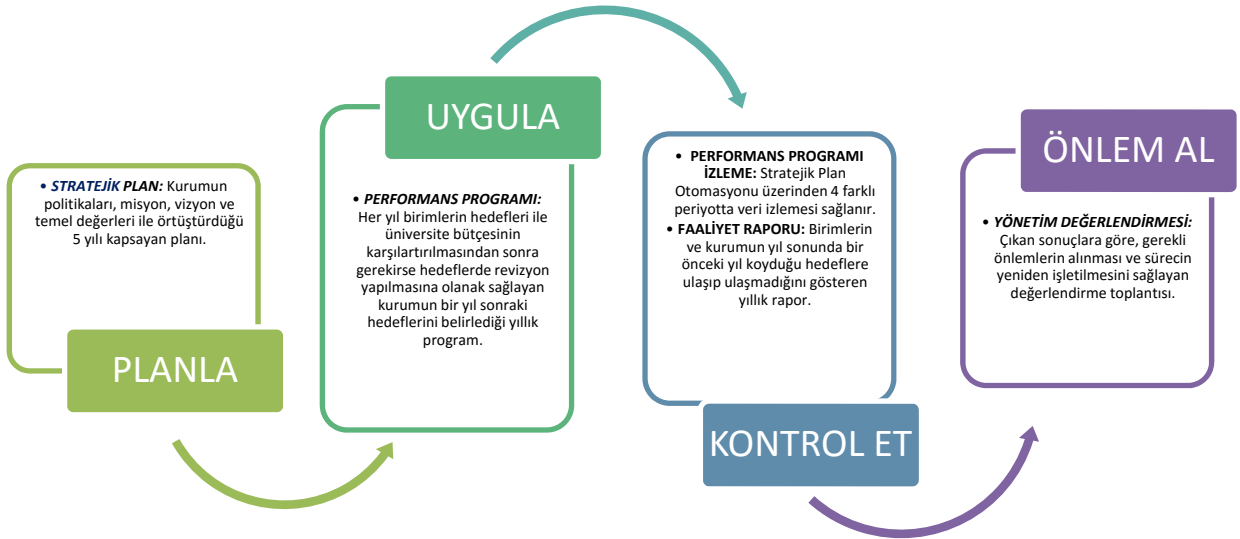 PLANLA
• STRATEJİK PLAN: Kurumun
politikaları, misyon, vizyon ve
temel değerleri ile örtüştürdüğü
5 yılı kapsayan planı.
UYGULA
• PERFORMANS PROGRAMI:
Her yıl birimlerin hedefleri ile
üniversite bütçesinin
karşılartırılmasından sonra
gerekirse hedeflerde revizyon
yapılmasına olanak sağlayan
kurumun bir yıl sonraki
hedeflerini belirlediği yıllık
program.
KONTROL ET
• PERFORMANS PROGRAMI
İZLEME: Stratejik Plan
Otomasyonu üzerinden 4 farklı
periyotta veri izlemesi sağlanır.
• FAALİYET RAPORU: Birimlerin
ve kurumun yıl sonunda bir
önceki yıl koyduğu hedeflere
ulaşıp ulaşmadığını gösteren
yıllık rapor.
ÖNLEM AL
• YÖNETİM DEĞERLENDİRMESİ:
Çıkan sonuçlara göre, gerekli
önlemlerin alınması ve sürecin
yeniden işletilmesini sağlayan
değerlendirme toplantısı.